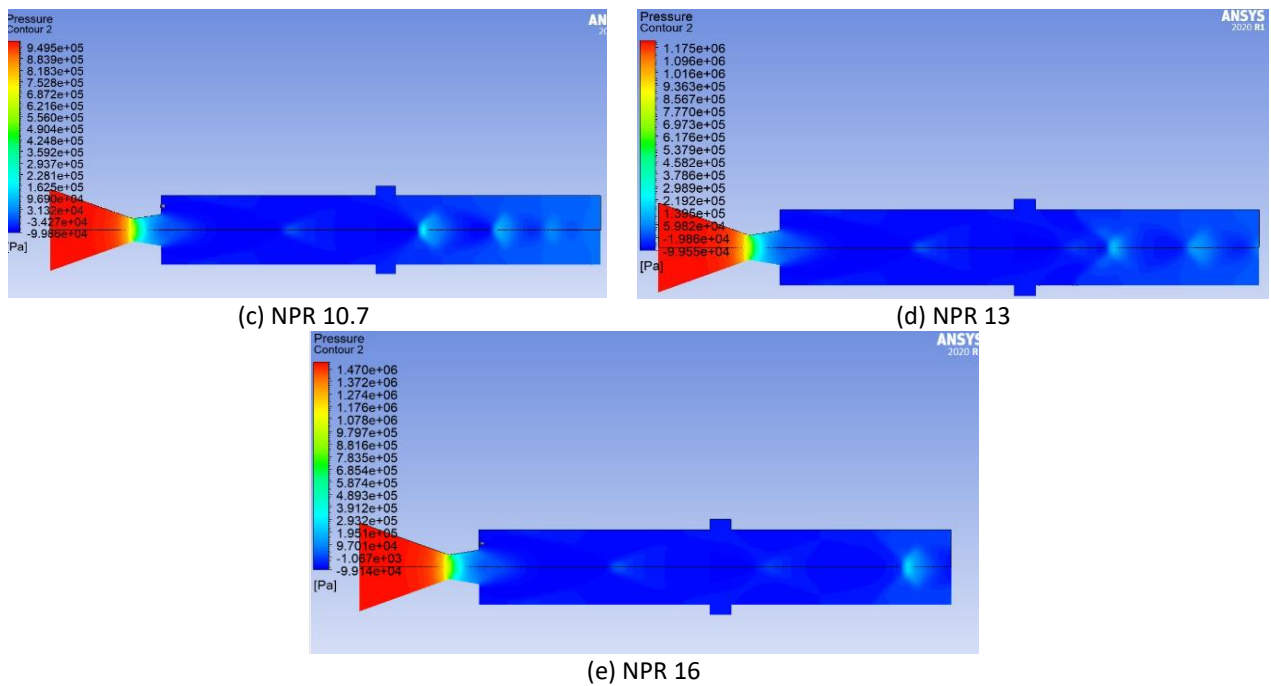 Pressure
Contour 2
9.495e+05
8.839e+05
8.183e+05
7.528e+05
6.872e+05
6.216e+05
5.560e+05
4.904e+05
4.248e+05
3.592e+05
2.937e+05
2.281e+05
1.625e+05
9.690e+04
3.132e+04
-3.427e+04
-9.986e+04
[Pa]
AN
20
(c) NPR 10.7
Pressure
Contour 2
1.175e+06
1.096e+06
1.016e+06
9.363e+05
8.567e+05
7.770e+05
6.973e+05
6.176e+05
5.379e+05
4.582e+05
3.786e+05
2.989e+05
2.192e+05
1.395e+05
5.982e+04
-1.986e+04
-9.955e+04
[Pa]
ANSYS
2020 R1
(d) NPR 13
Pressure
Contour 2
1.470e+06
1.372e+06
1.274e+06
1.176e+06
1.078e+06
9.797e+05
8.816e+05
7.835e+05
6.854e+05
5.874e+05
4.893e+05
3.912e+05
2.932e+05
1.951e+05
9.701e+04
-1.067e+03
-9.914e+04
[Pa]
ANSYS
2020 R
(e) NPR 16